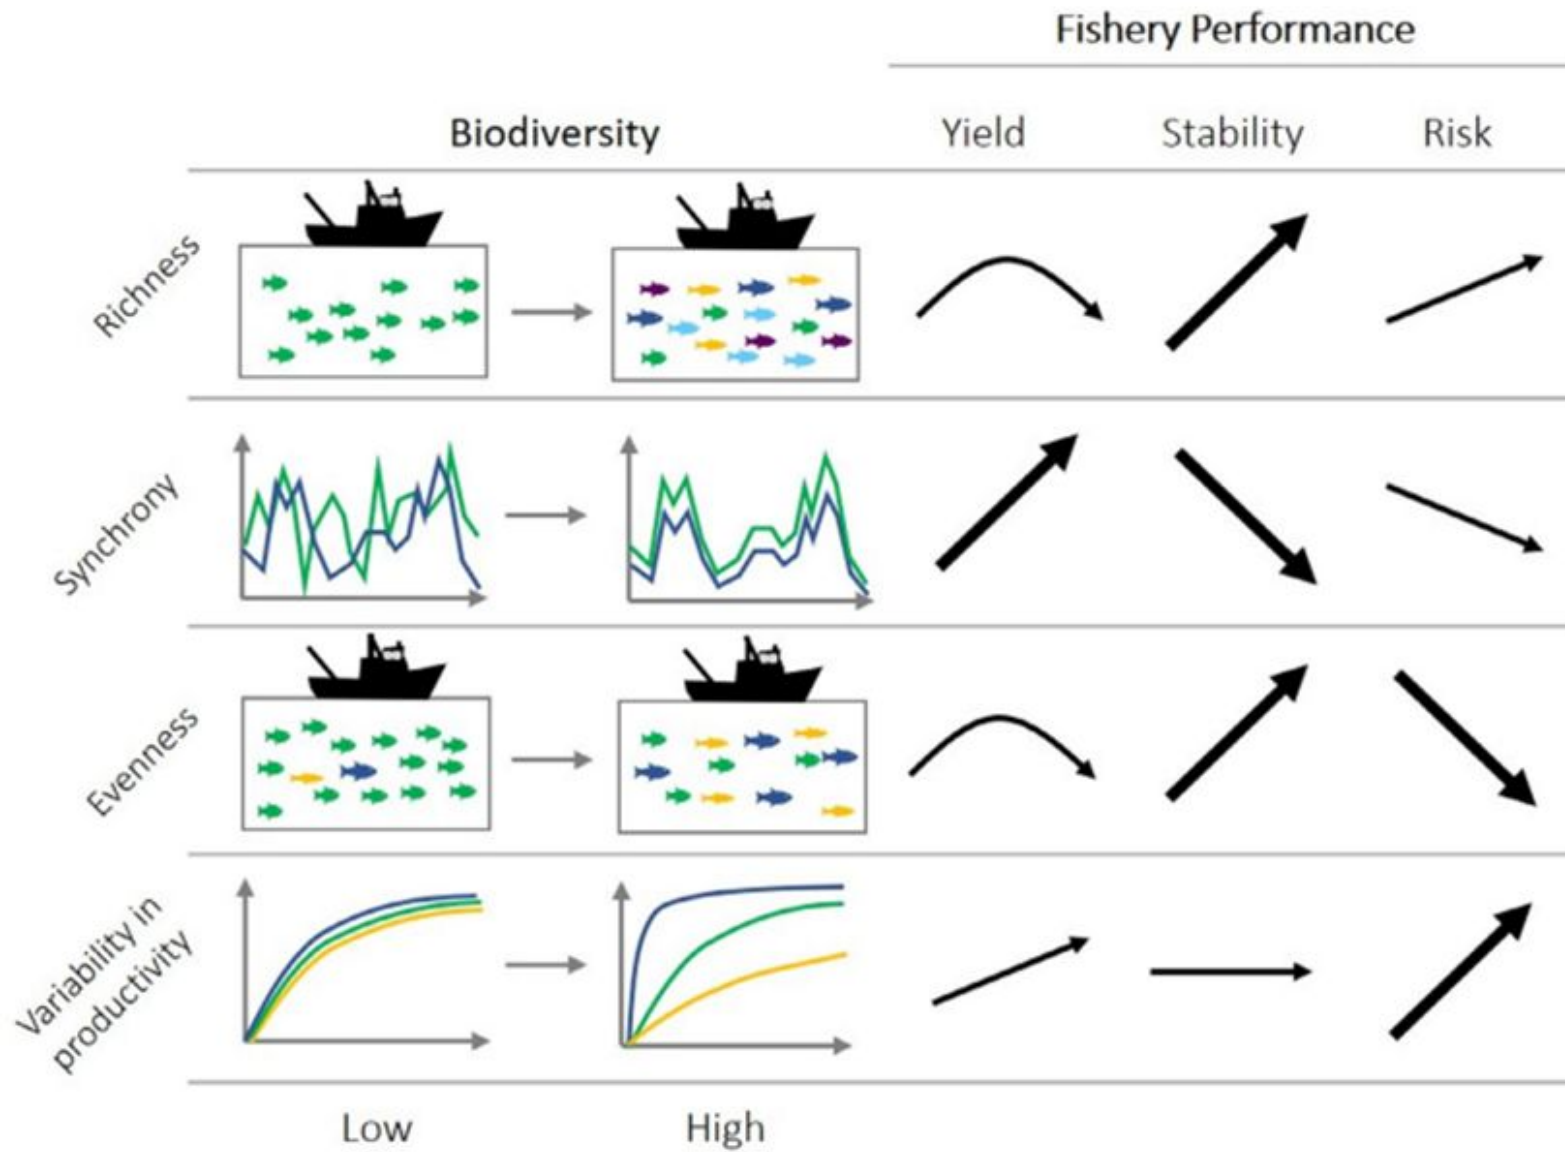 Fishery Performance
Biodiversity
Yield
Stability
Risk
Richness
Synchrony
Evenness
Variability in
productivity
Low
High